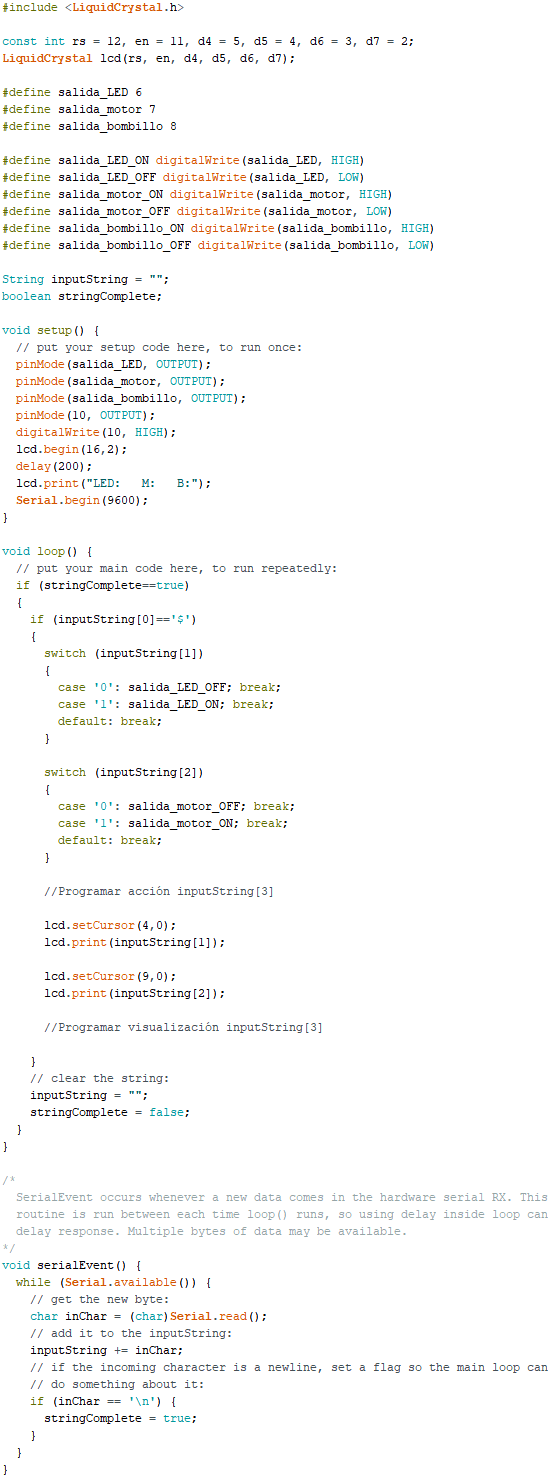 #include <LiquidCrystal.h>

const int rs = 12, en = 11, d4 = 5, d5 = 4, d6 = 3, d7 = 2;
LiquidCrystal lcd(rs, en, d4, d5, d6, d7);

#define salida_LED 6
#define salida_motor 7
#define salida_bombillo 8

#define salida_LED_ON digitalWrite(salida_LED, HIGH)
#define salida_LED_OFF digitalWrite(salida_LED, LOW)
#define salida_motor_ON digitalWrite(salida_motor, HIGH)
#define salida_motor_OFF digitalWrite(salida_motor, LOW)
#define salida_bombillo_ON digitalWrite(salida_bombillo, HIGH)
#define salida_bombillo_OFF digitalWrite(salida_bombillo, LOW)

String inputString = "";
boolean stringComplete;

void setup() {
  // put your setup code here, to run once:
  pinMode(salida_LED, OUTPUT);
  pinMode(salida_motor, OUTPUT);
  pinMode(salida_bombillo, OUTPUT);
  pinMode(10, OUTPUT);
  digitalWrite(10, HIGH);
  lcd.begin(16,2);
  delay(200);
  lcd.print("LED:   M:   B:");
  Serial.begin(9600);
}

void loop() {
  // put your main code here, to run repeatedly:
  if (stringComplete==true)
  {
    if (inputString[0]=='$')
    {
      switch (inputString[1])
      {
        case '0': salida_LED_OFF; break;
        case '1': salida_LED_ON; break;
        default: break;
      }

      switch (inputString[2])
      {
        case '0': salida_motor_OFF; break;
        case '1': salida_motor_ON; break;
        default: break;
      }

      //Programar acción inputString[3]

      lcd.setCursor(4,0);
      lcd.print(inputString[1]);

      lcd.setCursor(9,0);
      lcd.print(inputString[2]);

      //Programar visualización inputString[3]

    }
    // clear the string:
    inputString = "";
    stringComplete = false;
  }
}

/*
  SerialEvent occurs whenever a new data comes in the hardware serial RX. This
  routine is run between each time loop() runs, so using delay inside loop can
  delay response. Multiple bytes of data may be available.
*/
void serialEvent() {
  while (Serial.available()) {
    // get the new byte:
    char inChar = (char)Serial.read();
    // add it to the inputString:
    inputString += inChar;
    // if the incoming character is a newline, set a flag so the main loop can
    // do something about it:
    if (inChar == '\n') {
      stringComplete = true;
    }
  }
}